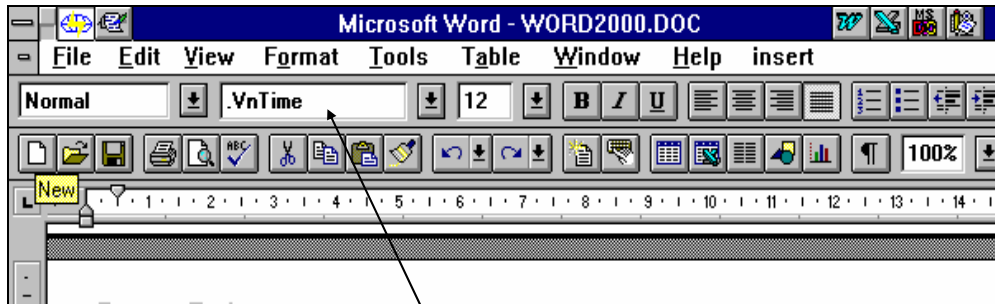 Microsoft Word - WORD2000.DOC
File Edit View Format Tools Table Window Help insert
Normal .VnTime 12 B I U
ABC 100%
New
L 1 2 3 4 5 6 7 8 9 10 11 12 13 14